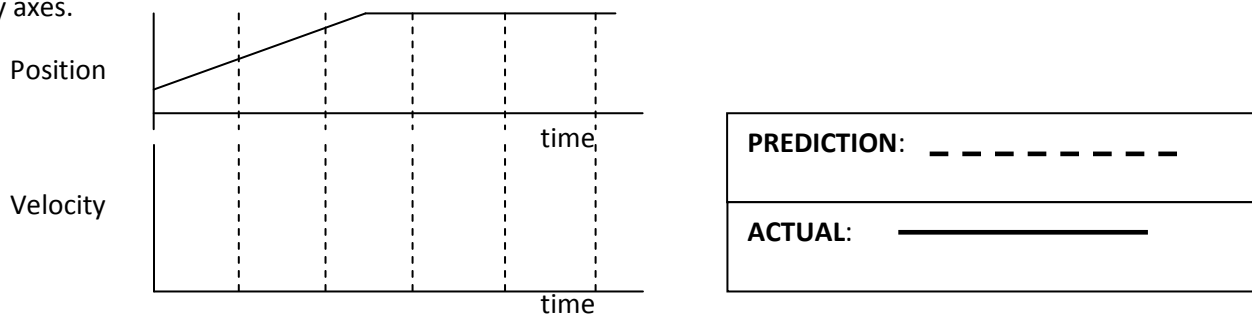 y axes.
Position
time
Velocity
time
PREDICTION:
ACTUAL: